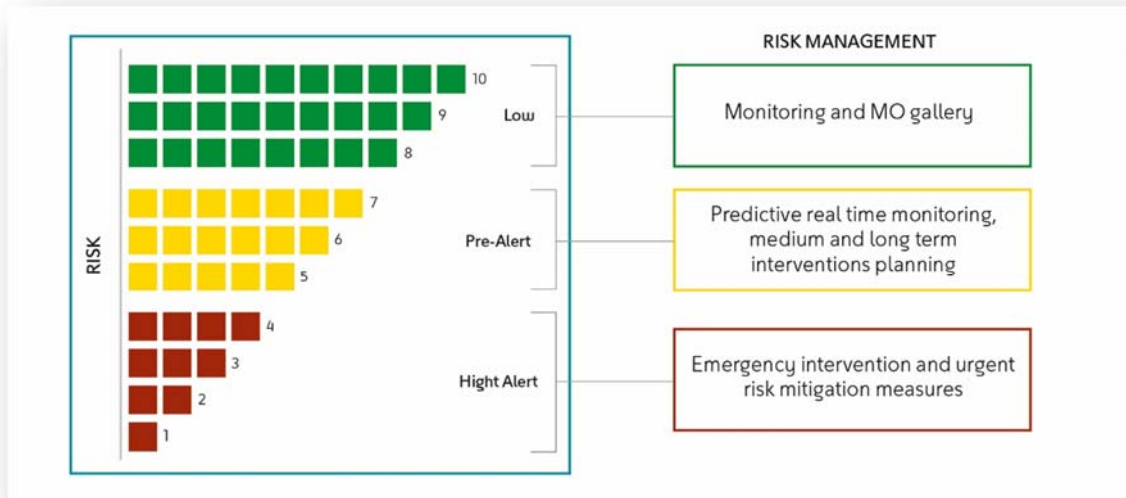 RISK MANAGEMENT
RISK
10
9
Low
8
Monitoring and MO gallery
7
6
Pre-Alert
5
Predictive real time monitoring,
medium and long term
interventions planning
4
3
Hight Alert
2
1
Emergency intervention and urgent
risk mitigation measures